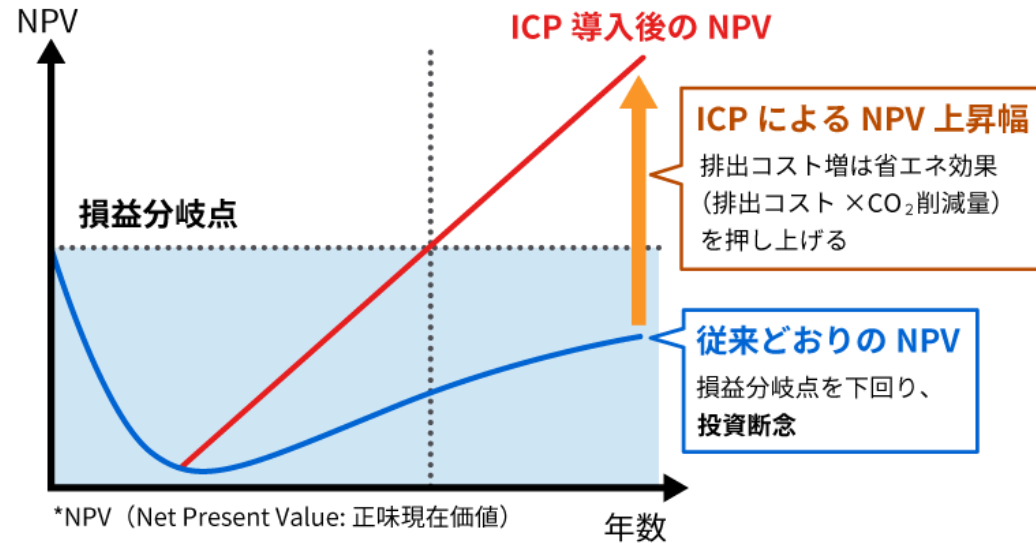 NPV
ICP 導入後の NPV
ICP による NPV 上昇幅
排出コスト増は省エネ効果
（排出コスト ×CO₂削減量）
を押し上げる
損益分岐点
従来どおりの NPV
損益分岐点を下回り、
投資断念
*NPV（Net Present Value: 正味現在価値）
年数